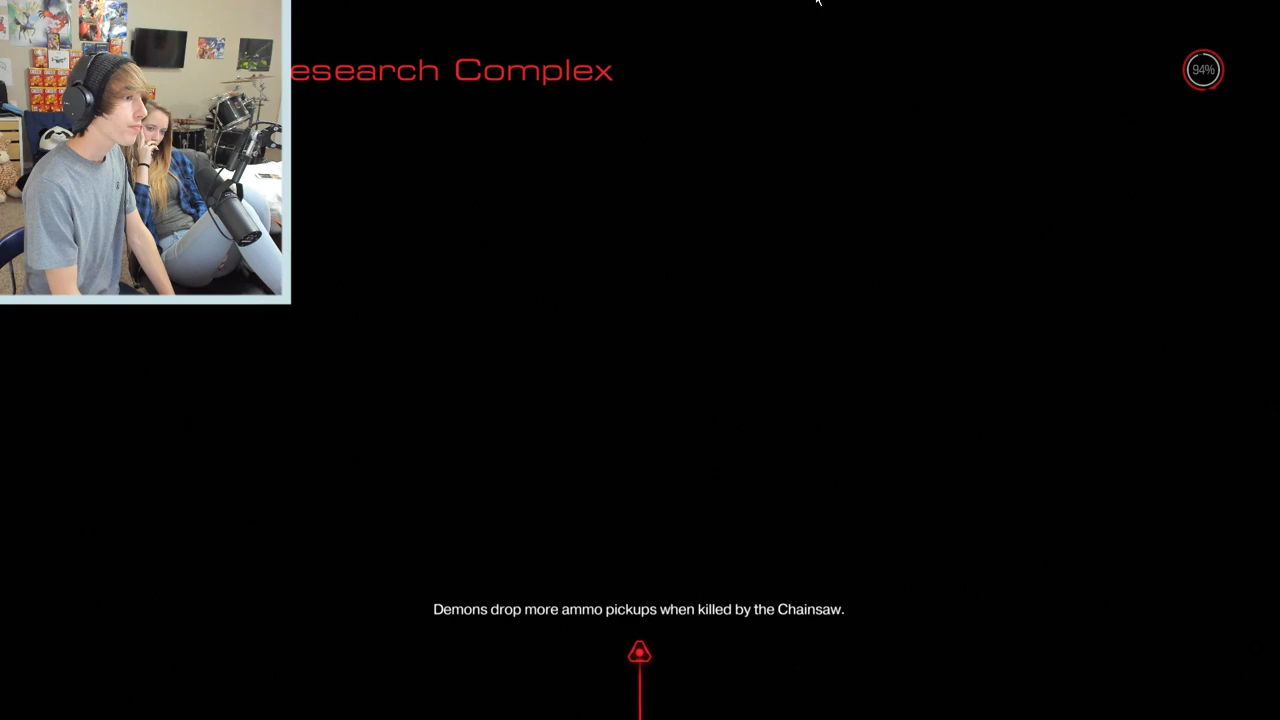 esearch Complex
94%
Demons drop more ammo pickups when killed by the Chainsaw.